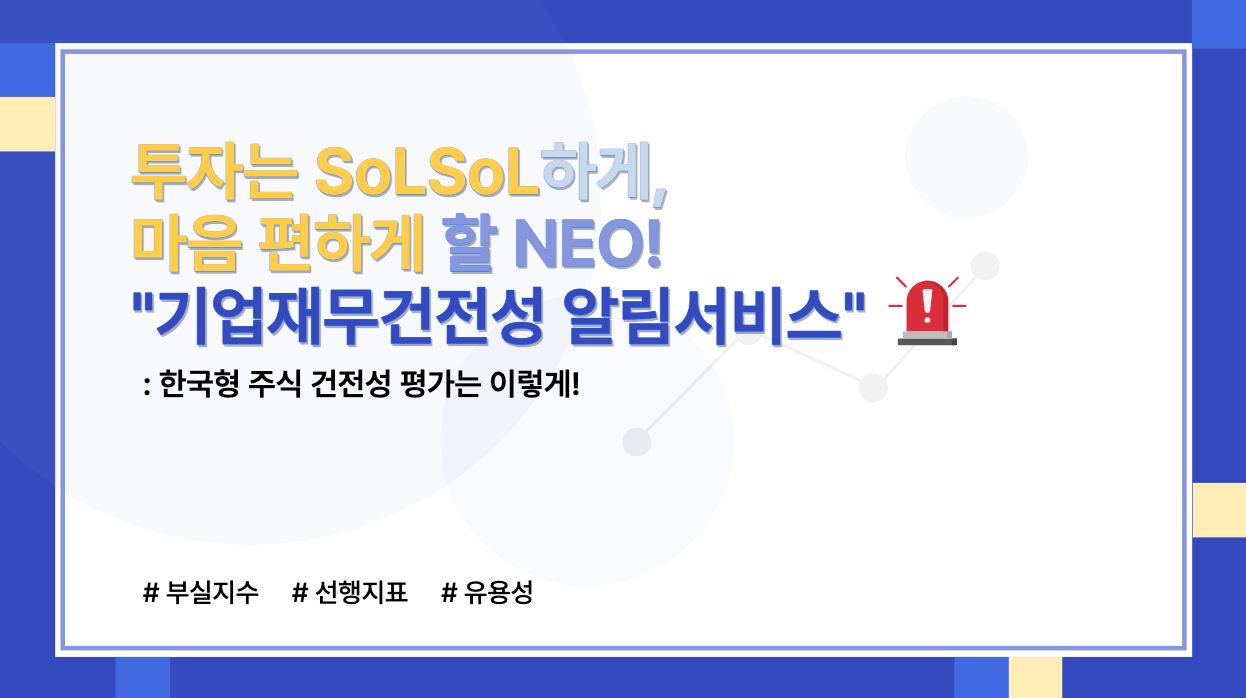 투자는 SoLSoL하게,
마음 편하게 할 NEO!
"기업재무건전성 알림서비스"
: 한국형 주식 건전성 평가는 이렇게!
# 부실지수 # 선행지표 # 유용성